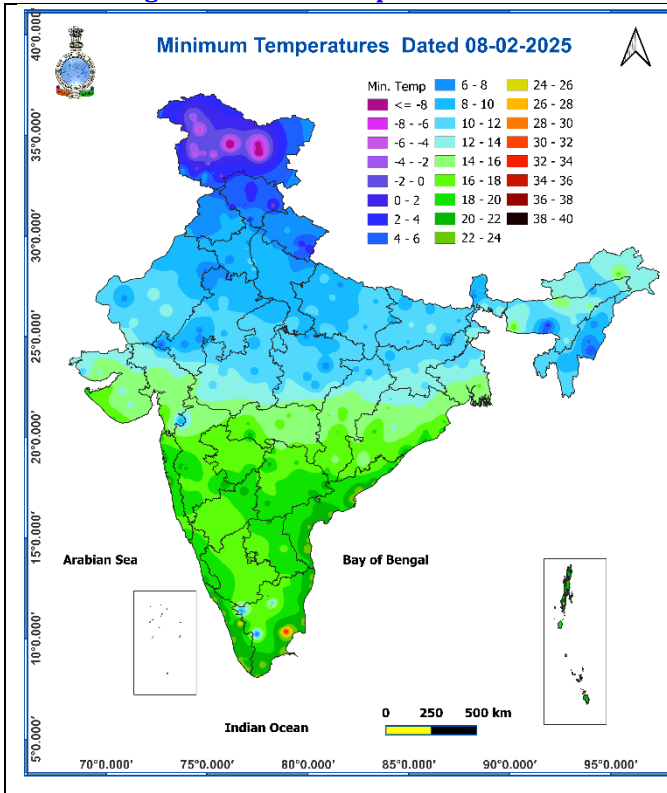 Minimum Temperatures Dated 08-02-2025
Min. Temp
<= -8
-8 - -6
-6 - -4
-4 - -2
-2 - 0
0 - 2
2 - 4
4 - 6
6 - 8
8 - 10
10 - 12
12 - 14
14 - 16
16 - 18
18 - 20
20 - 22
22 - 24
24 - 26
26 - 28
28 - 30
30 - 32
32 - 34
34 - 36
36 - 38
38 - 40
40°0.000'
35°0.000'
30°0.000'
25°0.000'
20°0.000'
15°0.000'
10°0.000'
5°0.000'
Arabian Sea
Bay of Bengal
Indian Ocean
0 250 500 km
70°0.000' 75°0.000' 80°0.000' 85°0.000' 90°0.000' 95°0.000'